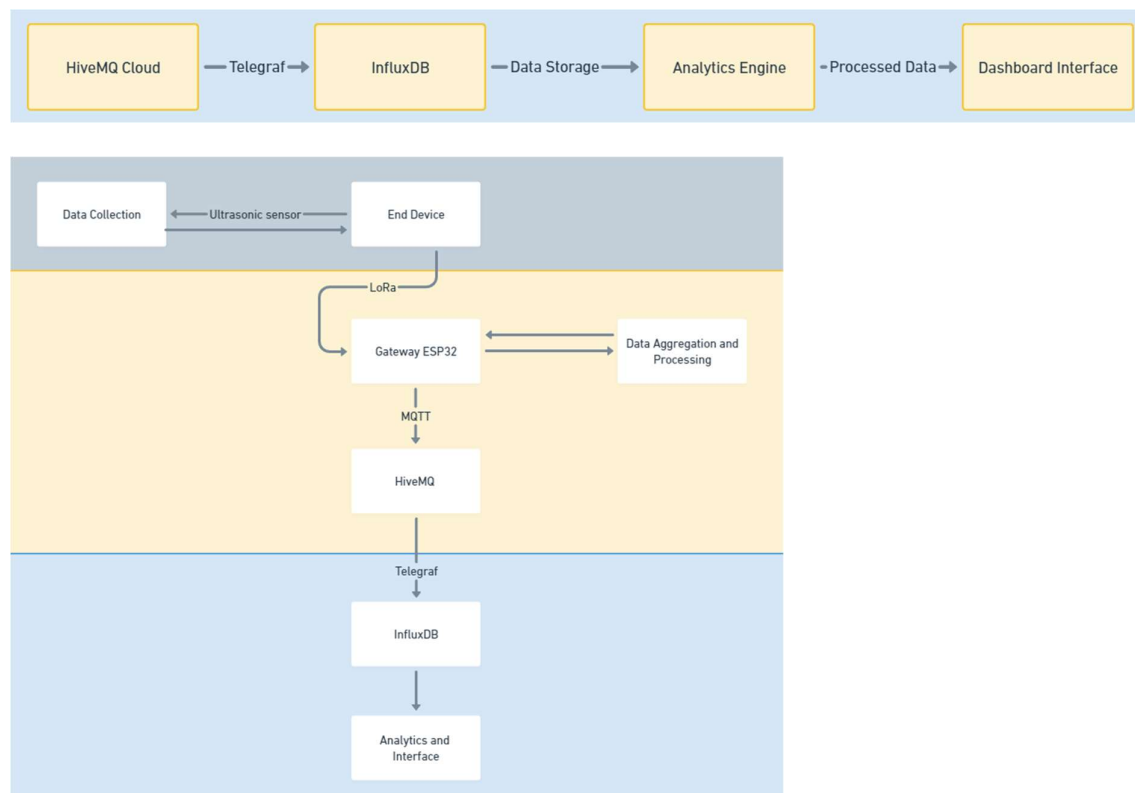 HiveMQ Cloud
Telegraf
InfluxDB
Data Storage
Analytics Engine
Processed Data
Dashboard Interface
Data Collection
Ultrasonic sensor
End Device
LoRa
Gateway ESP32
Data Aggregation and
Processing
MQTT
HiveMQ
Telegraf
InfluxDB
Analytics and
Interface